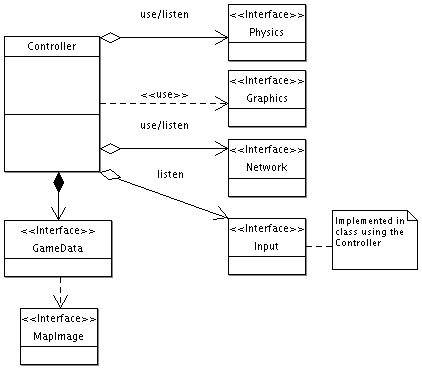 use/listen
<<Interface>>
Physics
Controller
<<use>>
<<Interface>>
Graphics
use/listen
<<Interface>>
Network
listen
<<Interface>>
GameData
<<Interface>>
Input
Implemented in
class using the
Controller
<<Interface>>
MapImage